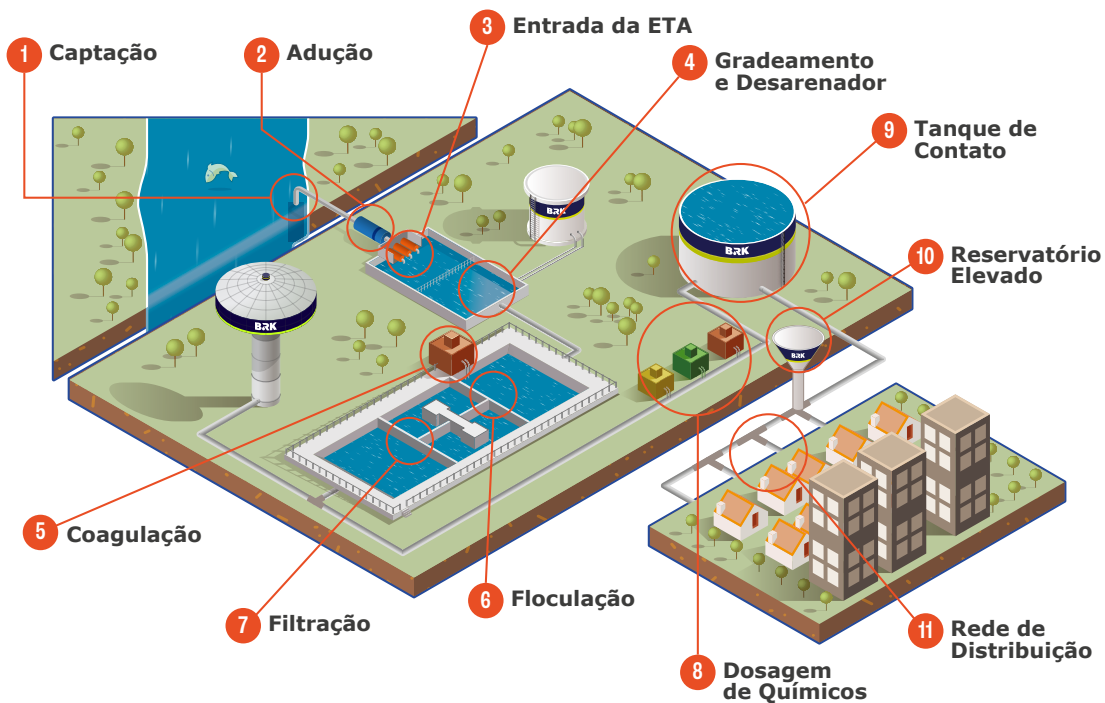 1 Captação
2 Adução
3 Entrada da ETA
4 Gradeamento
e Desarenador
9 Tanque de
Contato
BRK
BRK
BRK
10 Reservatório
Elevado
BRK
5 Coagulação
6 Floculação
7 Filtração
8 Dosagem
de Químicos
11 Rede de
Distribuição